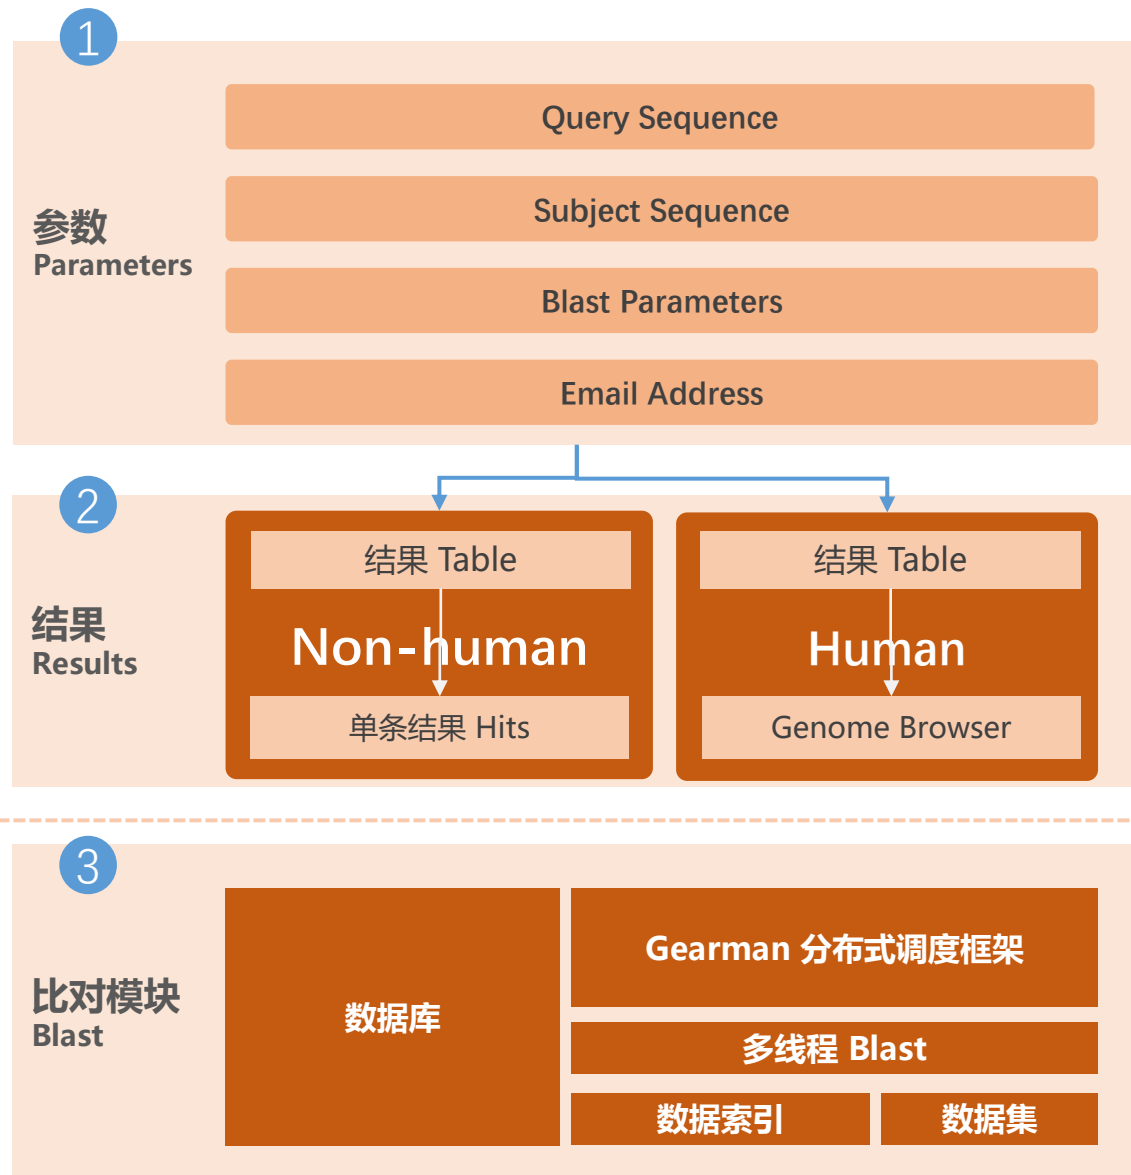 1
Query Sequence
Subject Sequence
参数
Parameters
Blast Parameters
Email Address
2
结果 Table
结果 Table
结果
Results
Non-human
Human
单条结果 Hits
Genome Browser
3
比对模块
Blast
数据库
Gearman 分布式调度框架
多线程 Blast
数据索引
数据集